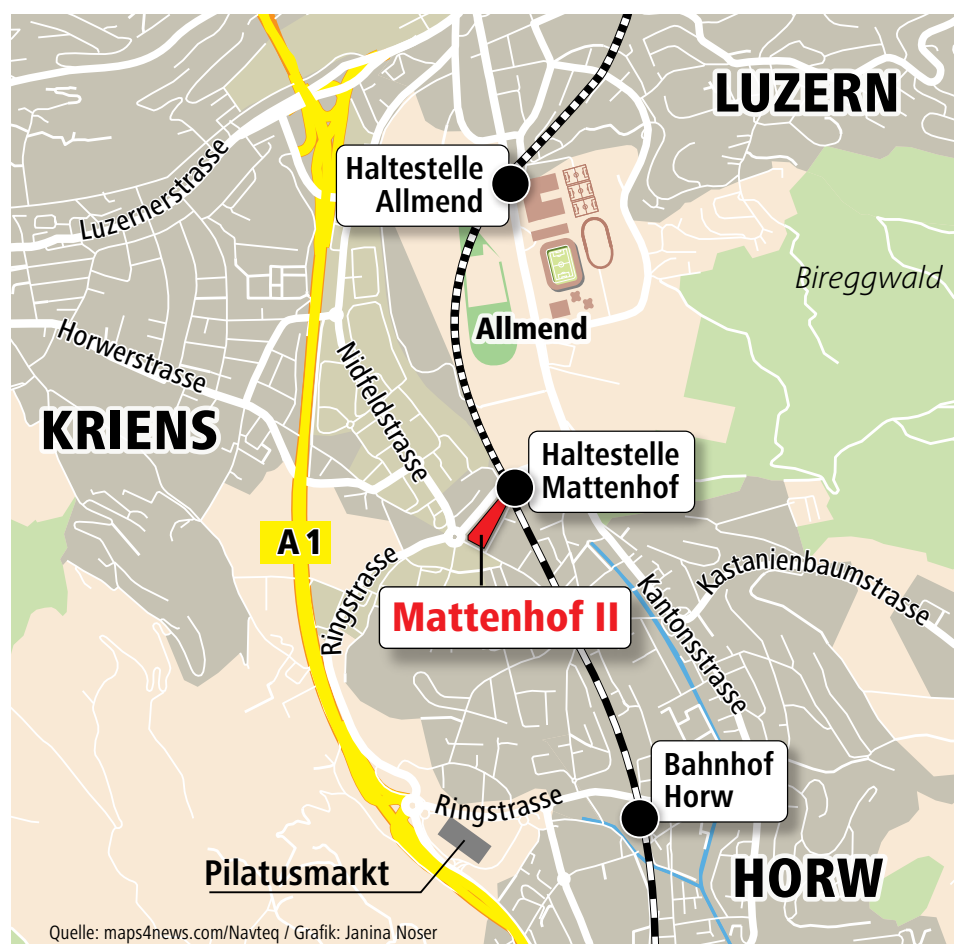 LUZERN
Haltestelle
Allmend
Luzernerstrasse
Bireggwald
Allmend
Horwerstrasse
Nidfeldstrasse
KRIENS
Haltestelle
Mattenhof
A 1
Ringstrasse
Mattenhof II
Kastanienbaumstrasse
Kantonsstrasse
Bahnhof
Horw
Ringstrasse
Pilatusmarkt
HORW
Quelle: maps4news.com/Navteq / Grafik: Janina Noser